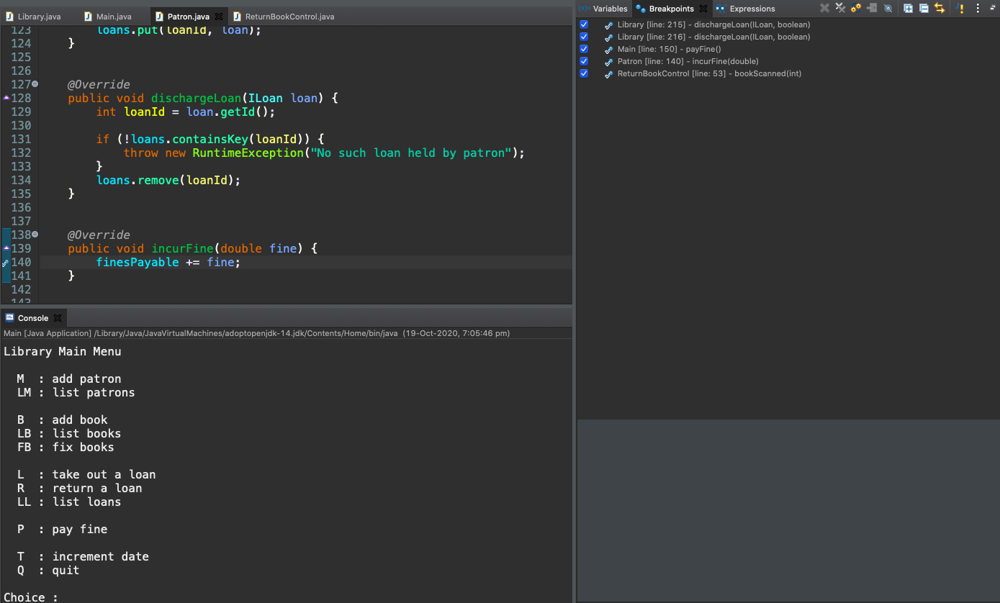 Library.java Main.java Patron.java ReturnBookControl.java
123 loans.put(loanId, loan);
124 }
125
126
127 @Override
128 public void dischargeLoan(ILoan loan) {
129 int loanId = loan.getId();
130
131 if (!loans.containsKey(loanId)) {
132 throw new RuntimeException("No such loan held by patron");
133 }
134 loans.remove(loanId);
135 }
136
137
138 @Override
139 public void incurFine(double fine) {
140 finesPayable += fine;
141 }
142
143
Variables Breakpoints Expressions
Library [line: 215] - dischargeLoan(ILoan, boolean)
Library [line: 216] - dischargeLoan(ILoan, boolean)
Main [line: 150] - payFine()
Patron [line: 140] - incurFine(double)
ReturnBookControl [line: 53] - bookScanned(int)
Console
Main [Java Application] /Library/Java/JavaVirtualMachines/adoptopenjdk-14.jdk/Contents/Home/bin/java (19-Oct-2020, 7:05:46 pm)
Library Main Menu
M : add patron
LM : list patrons
B : add book
LB : list books
FB : fix books
L : take out a loan
R : return a loan
LL : list loans
P : pay fine
T : increment date
Q : quit
Choice :